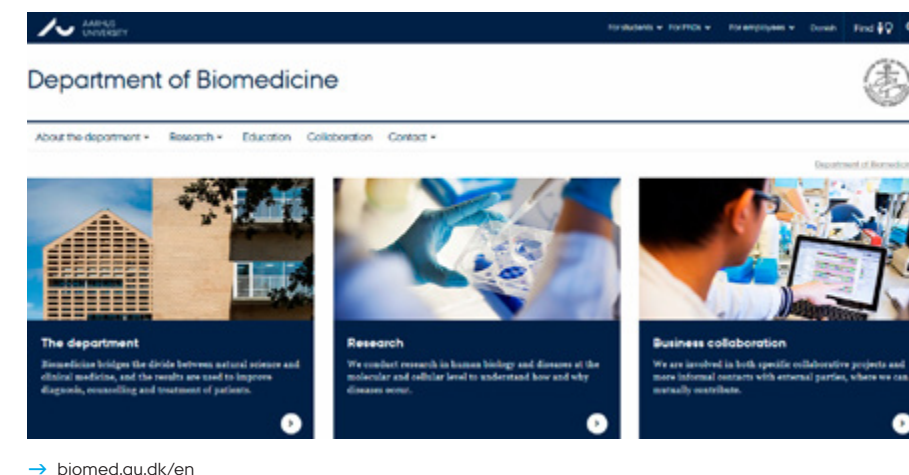 AARHUS
UNIVERSITY
For students For PhDs For employees Danish Find
Department of Biomedicine
About the department Research Education Collaboration Contact
Department of Biomedicine
The department
Biomedicine bridges the divide between natural science and
clinical medicine, and the results are used to improve
diagnosis, counselling and treatment of patients.
Research
We conduct research in human biology and diseases at the
molecular and cellular level to understand how and why
diseases occur.
Business collaboration
We are involved in both specific collaborative projects and
more informal contacts with external parties, where we can
mutually contribute.
→ biomed.au.dk/en